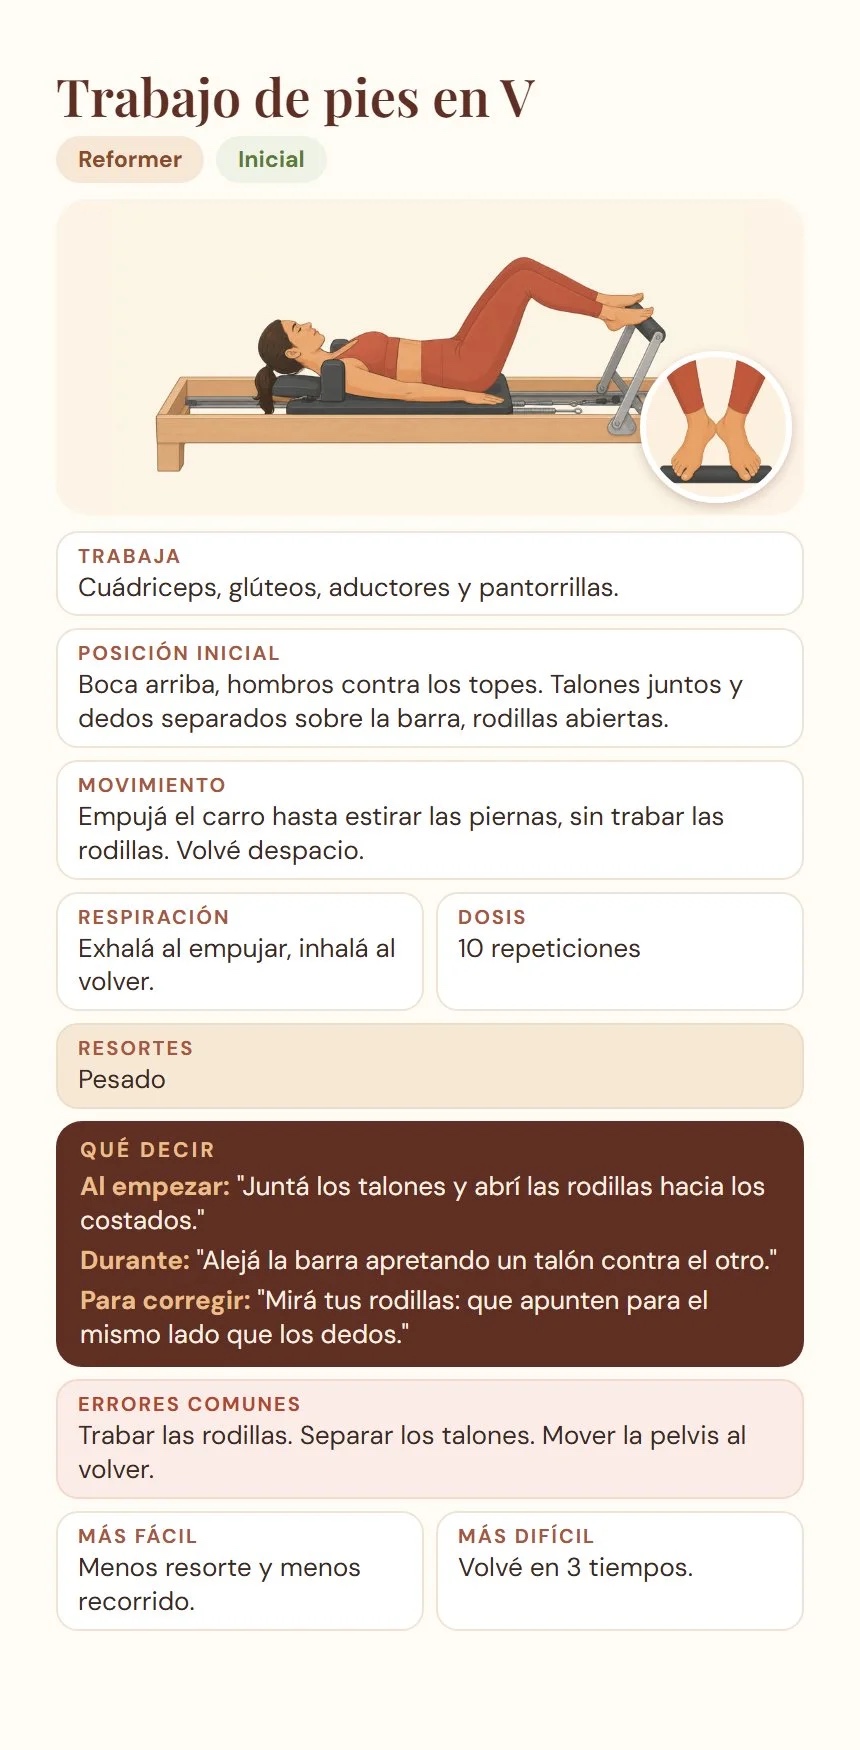 Trabajo de pies en V
Reformer
Inicial
TRABAJA
Cuádriceps, glúteos, aductores y pantorrillas.
POSICIÓN INICIAL
Boca arriba, hombros contra los topes. Talones juntos y
dedos separados sobre la barra, rodillas abiertas.
MOVIMIENTO
Empujá el carro hasta estirar las piernas, sin trabar las
rodillas. Volvé despacio.
RESPIRACIÓN
Exhalá al empujar, inhalá al
volver.
DOSIS
10 repeticiones
RESORTES
Pesado
QUÉ DECIR
Al empezar: "Juntá los talones y abrí las rodillas hacia los
costados."
Durante: "Alejá la barra apretando un talón contra el otro."
Para corregir: "Mirá tus rodillas: que apunten para el
mismo lado que los dedos."
ERRORES COMUNES
Trabar las rodillas. Separar los talones. Mover la pelvis al
volver.
MÁS FÁCIL
Menos resorte y menos
recorrido.
MÁS DIFÍCIL
Volvé en 3 tiempos.